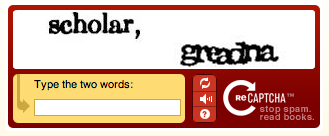 scholar,
greadna
Type the two words:
reCAPTCHA™
stop spam.
read books.